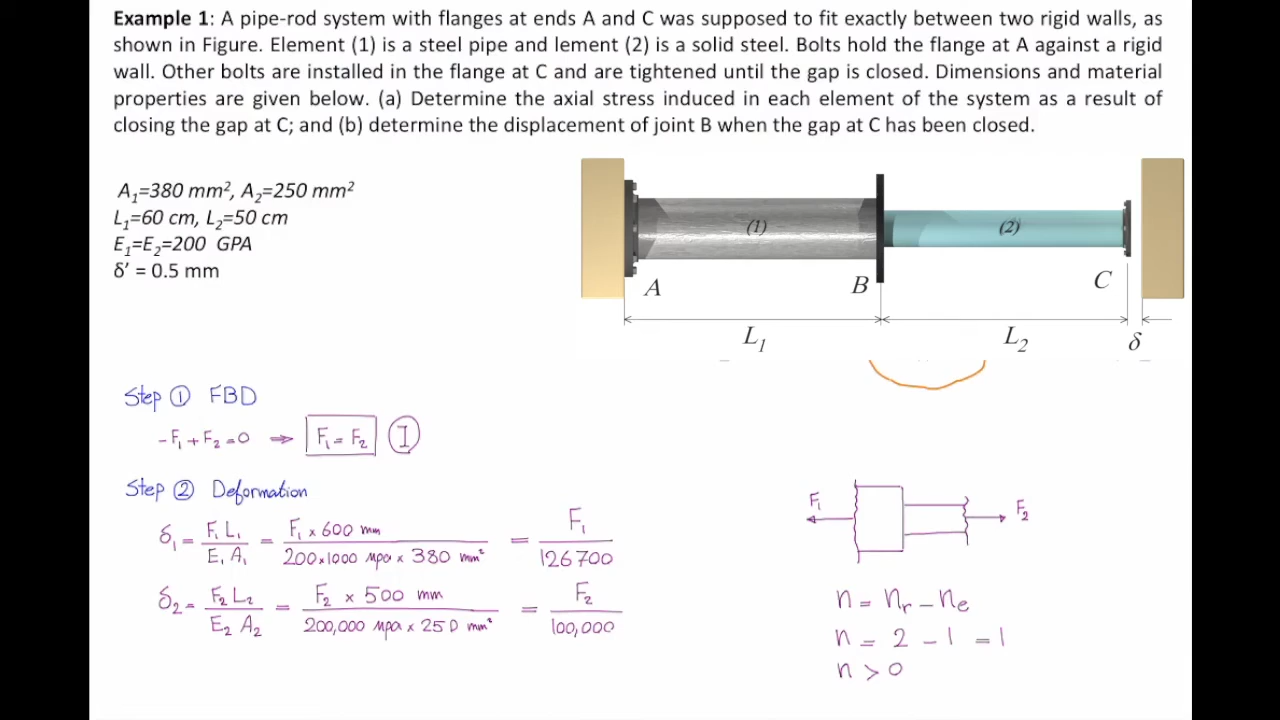 Example 1: A pipe-rod system with flanges at ends A and C was supposed to fit exactly between two rigid walls, as
shown in Figure. Element (1) is a steel pipe and lement (2) is a solid steel. Bolts hold the flange at A against a rigid
wall. Other bolts are installed in the flange at C and are tightened until the gap is closed. Dimensions and material
properties are given below. (a) Determine the axial stress induced in each element of the system as a result of
closing the gap at C; and (b) determine the displacement of joint B when the gap at C has been closed.
A₁=380 mm², A₂=250 mm²
L₁=60 cm, L₂=50 cm
E₁=E₂=200 GPA
δ' = 0.5 mm
(1)
(2)
A
B
C
L₁
L₂
δ
Step ① FBD
-F₁ + F₂ = 0 ⇒ F₁ = F₂ Ⅰ
Step ② Deformation
δ₁ = F₁ L₁ / E₁ A₁ = F₁ x 600 mm / 200x1000 Mpa x 380 mm² = F₁ / 126700
δ₂ = F₂ L₂ / E₂ A₂ = F₂ x 500 mm / 200,000 Mpa x 250 mm² = F₂ / 100,000
F₁
F₂
n = nr - ne
n = 2 - 1 = 1
n > 0